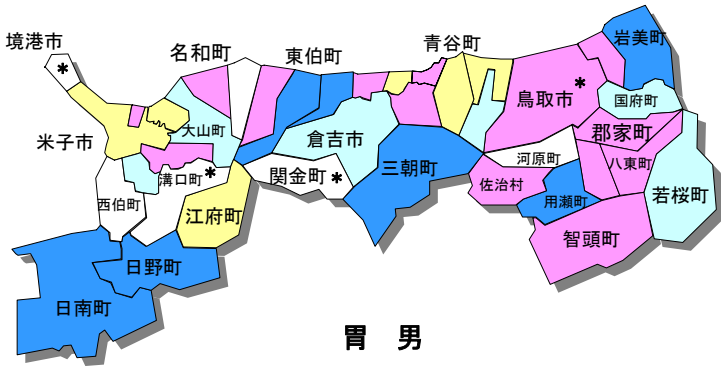 境港市
*
名和町
東伯町
青谷町
岩美町
米子市
大山町
鳥取市
*
国府町
倉吉市
郡家町
溝口町
*
関金町
*
三朝町
河原町
八東町
西伯町
江府町
佐治村
用瀬町
若桜町
智頭町
日野町
日南町
冑 男